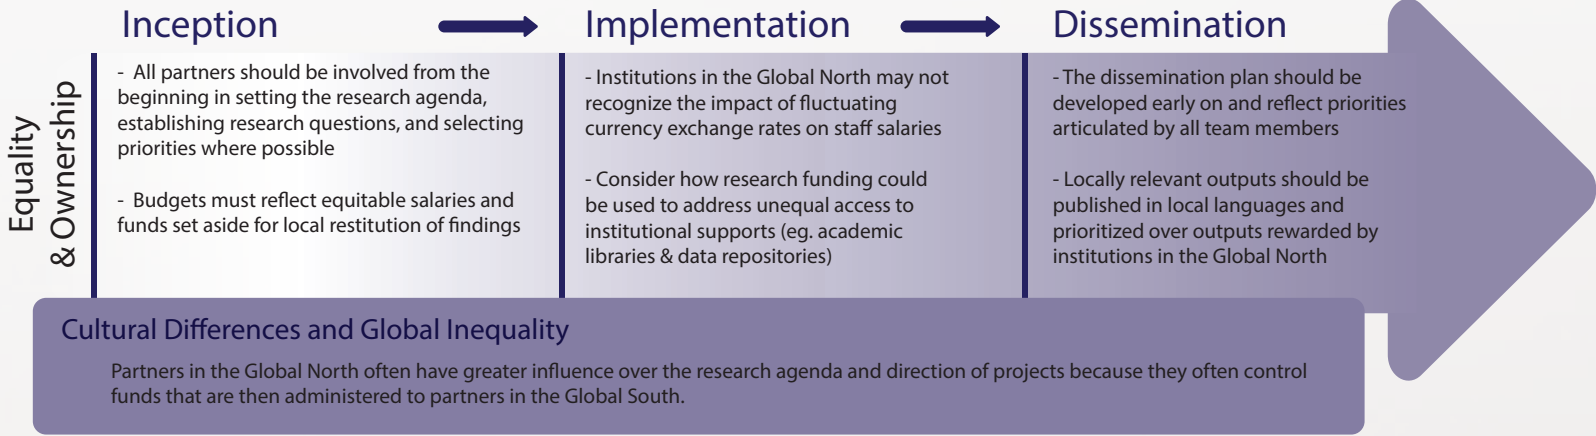 Inception
Implementation
Dissemination
Equality
& Ownership
- All partners should be involved from the
beginning in setting the research agenda,
establishing research questions, and selecting
priorities where possible
- Budgets must reflect equitable salaries and
funds set aside for local restitution of findings
- Institutions in the Global North may not
recognize the impact of fluctuating
currency exchange rates on staff salaries
- Consider how research funding could
be used to address unequal access to
institutional supports (eg. academic
libraries & data repositories)
- The dissemination plan should be
developed early on and reflect priorities
articulated by all team members
- Locally relevant outputs should be
published in local languages and
prioritized over outputs rewarded by
institutions in the Global North
Cultural Differences and Global Inequality
Partners in the Global North often have greater influence over the research agenda and direction of projects because they often control
funds that are then administered to partners in the Global South.